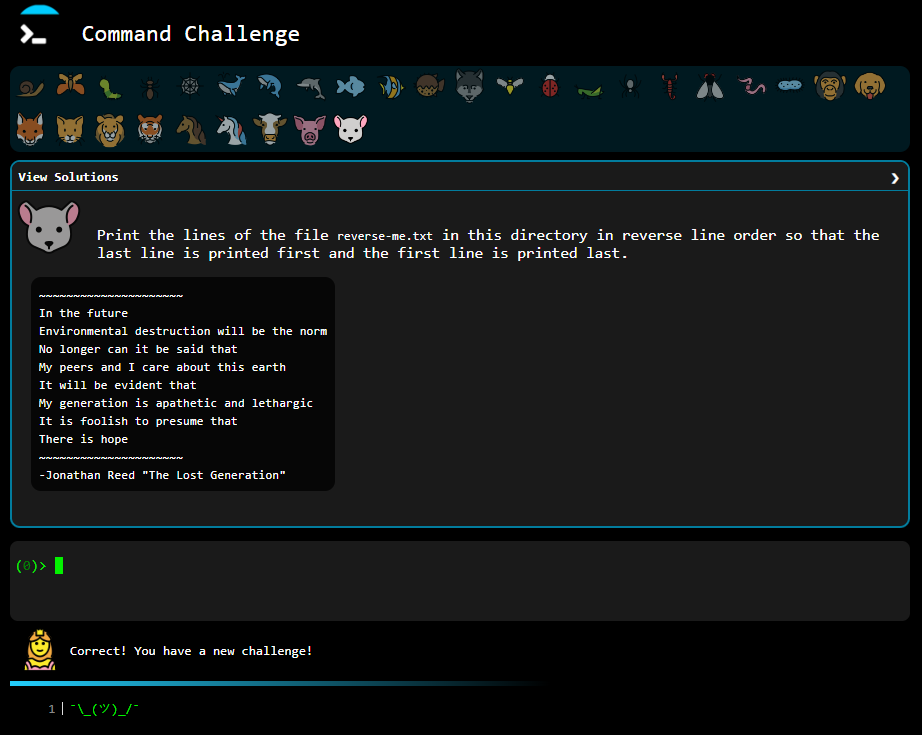 Command Challenge
View Solutions
Print the lines of the file reverse-me.txt in this directory in reverse line order so that the
last line is printed first and the first line is printed last.
~~~~~~~~~~~~~~~~~~~~~
In the future
Environmental destruction will be the norm
No longer can it be said that
My peers and I care about this earth
It will be evident that
My generation is apathetic and lethargic
It is foolish to presume that
There is hope
~~~~~~~~~~~~~~~~~~~~~
-Jonathan Reed "The Lost Generation"
(0)>
Correct! You have a new challenge!
1 ¯\_(ツ)_/¯